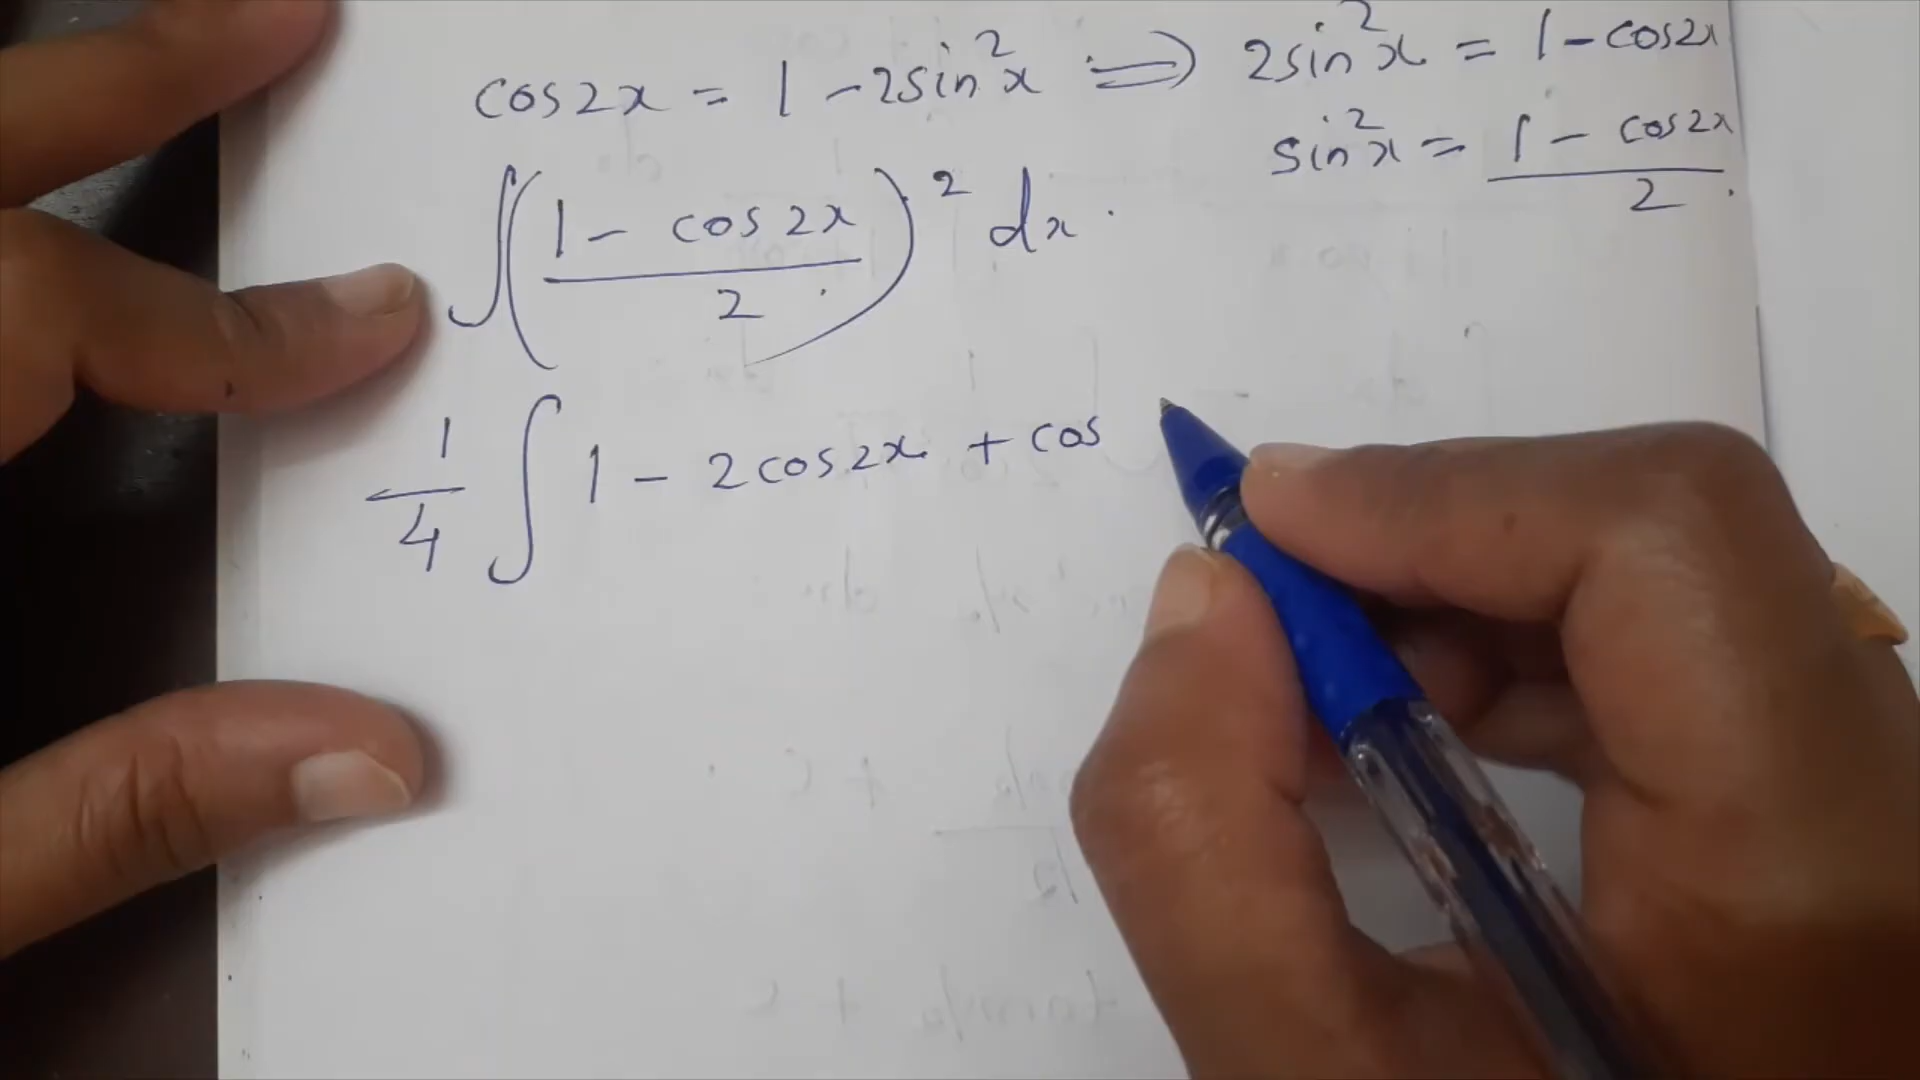 cos2x = 1 - 2sin²x ⟹ 2sin²x = 1 - cos2x
sin²x = (1 - cos2x)/2
∫((1 - cos2x)/2)² dx
1/4 ∫ 1 - 2cos2x + cos